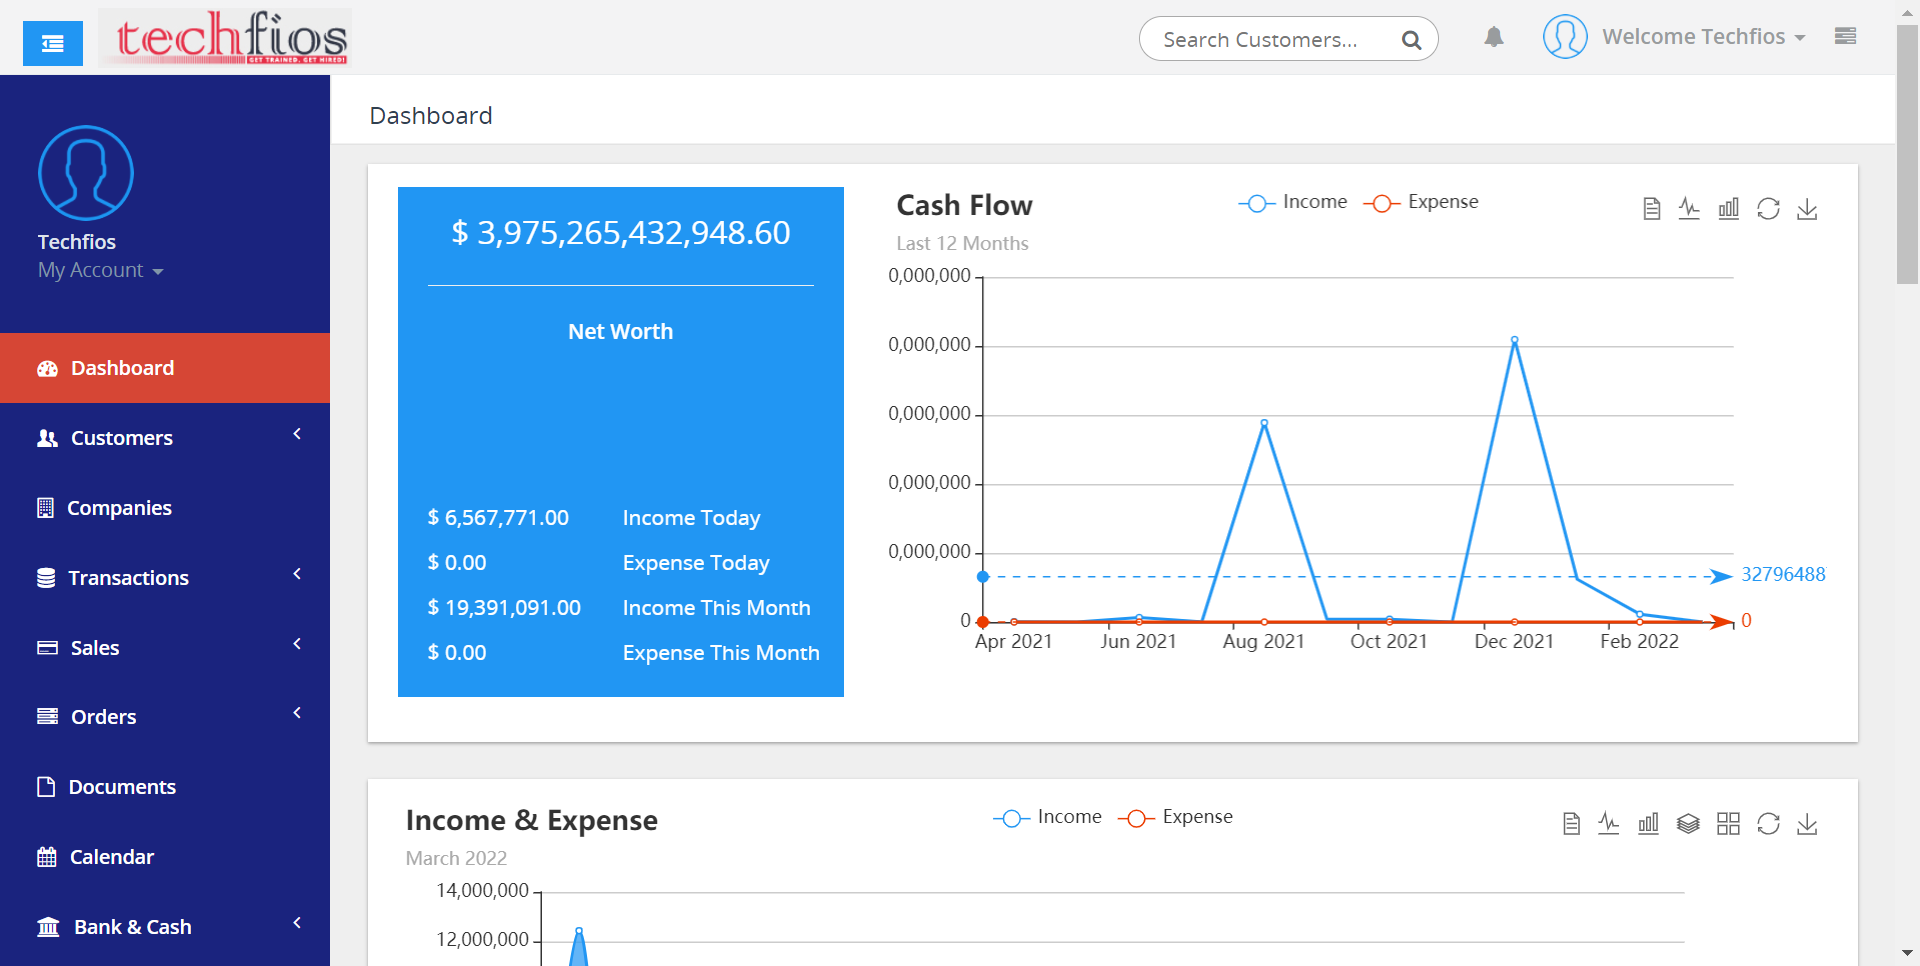 techfios
GET TRAINED. GET HIRED!
Search Customers...
Welcome Techfios
Techfios
My Account
Dashboard
Customers
Companies
Transactions
Sales
Orders
Documents
Calendar
Bank & Cash
Dashboard
$ 3,975,265,432,948.60
Net Worth
$ 6,567,771.00 Income Today
$ 0.00 Expense Today
$ 19,391,091.00 Income This Month
$ 0.00 Expense This Month
Cash Flow
Last 12 Months
Income Expense
0,000,000
0,000,000
0,000,000
0,000,000
0,000,000
0
32796488
0
Apr 2021 Jun 2021 Aug 2021 Oct 2021 Dec 2021 Feb 2022
Income & Expense
March 2022
Income Expense
14,000,000
12,000,000